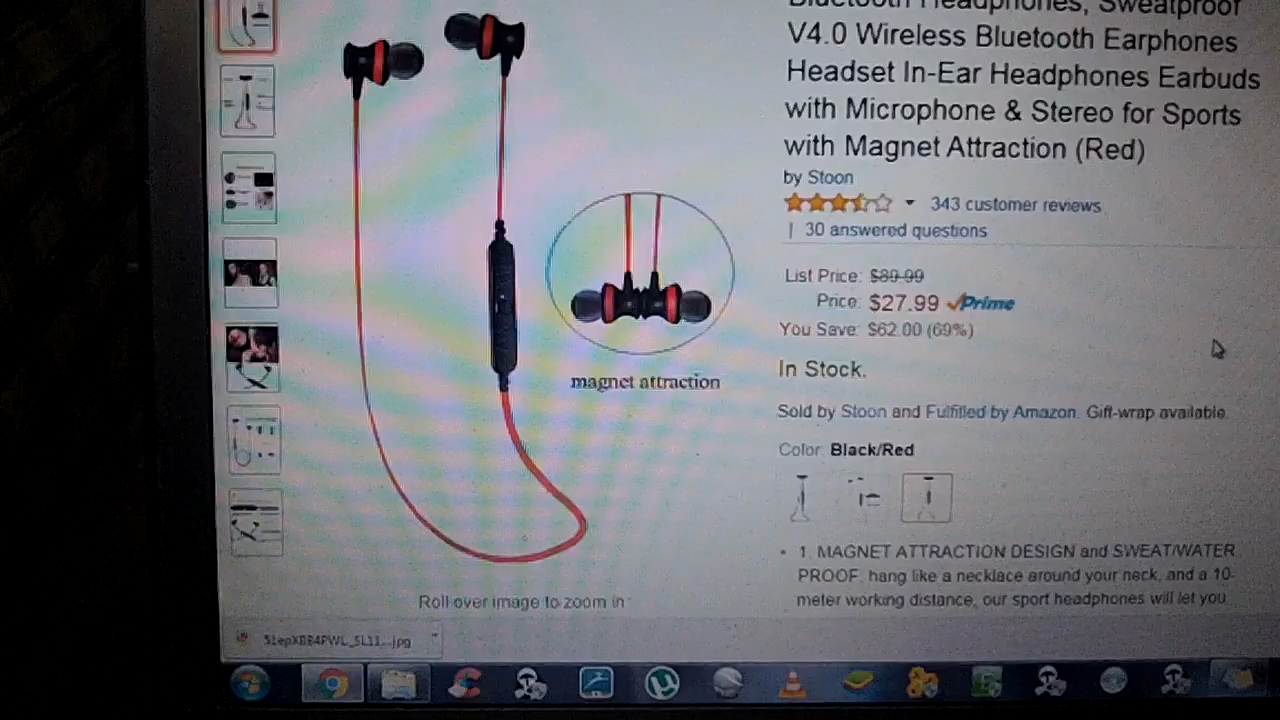 Bluetooth Headphones, Sweatproof
V4.0 Wireless Bluetooth Earphones
Headset In-Ear Headphones Earbuds
with Microphone & Stereo for Sports
with Magnet Attraction (Red)
by Stoon
343 customer reviews
| 30 answered questions
List Price: $89.99
Price: $27.99 Prime
You Save: $62.00 (69%)
In Stock.
Sold by Stoon and Fulfilled by Amazon. Gift-wrap available.
Color: Black/Red
• 1. MAGNET ATTRACTION DESIGN and SWEAT/WATER
PROOF: hang like a necklace around your neck, and a 10-
meter working distance, our sport headphones will let you
magnet attraction
Roll over image to zoom in